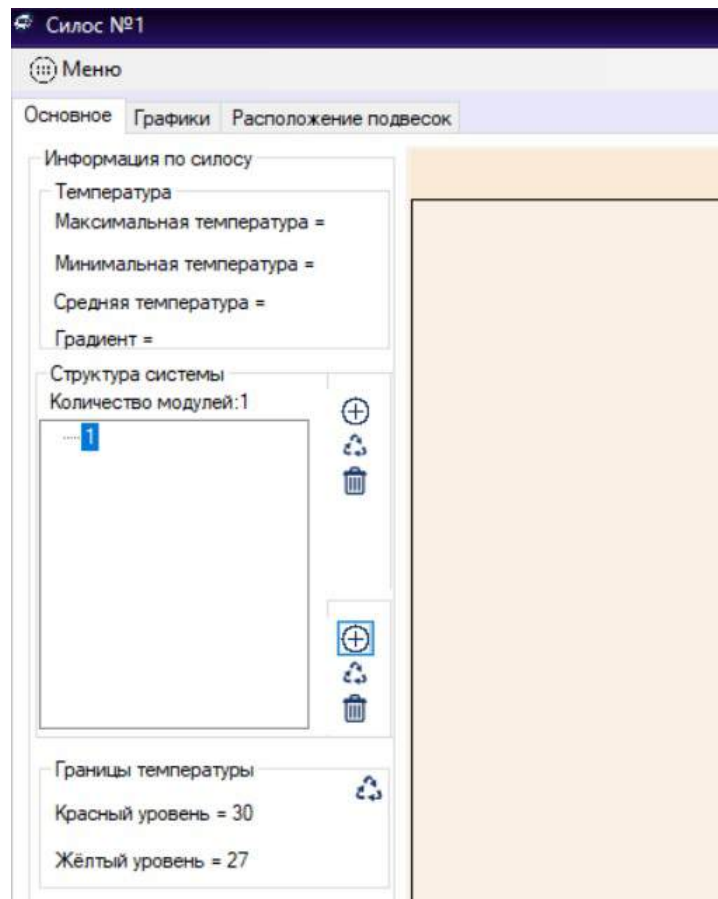 Силос №1
Меню
Основное Графики Расположение подвесок
Информация по силосу
Температура
Максимальная температура =
Минимальная температура =
Средняя температура =
Градиент =
Структура системы
Количество модулей:1
1
Границы температуры
Красный уровень = 30
Жёлтый уровень = 27